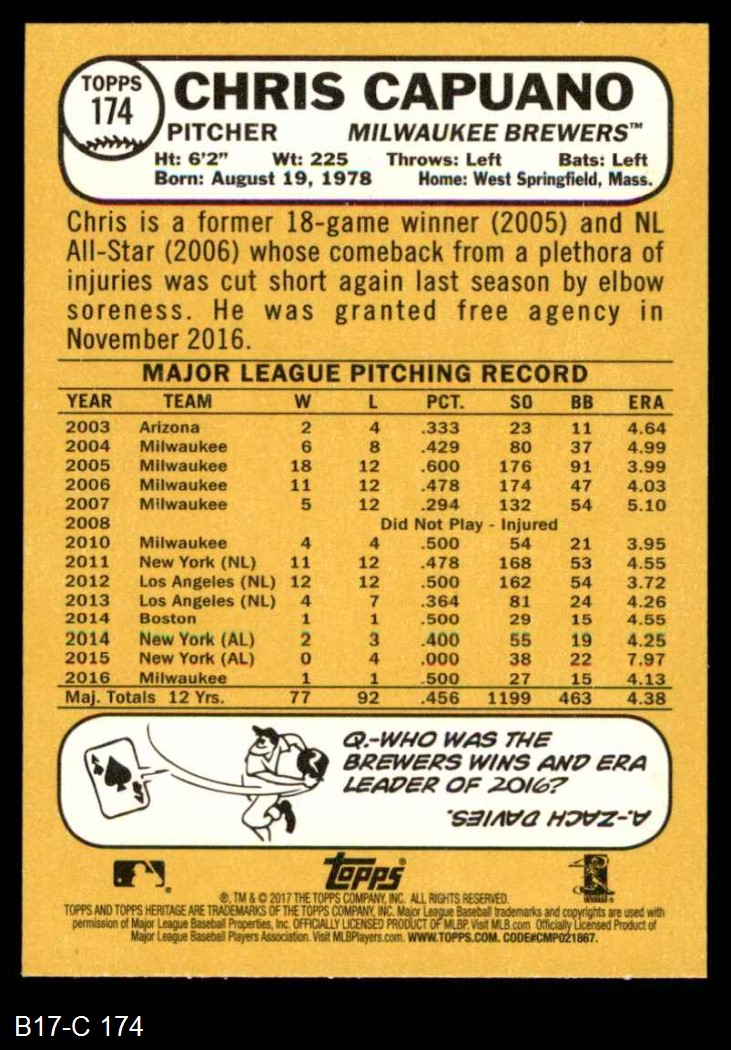 TOPPS
174
CHRIS CAPUANO
PITCHER MILWAUKEE BREWERS™
Ht: 6'2" Wt: 225 Throws: Left Bats: Left
Born: August 19, 1978 Home: West Springfield, Mass.
Chris is a former 18-game winner (2005) and NL
All-Star (2006) whose comeback from a plethora of
injuries was cut short again last season by elbow
soreness. He was granted free agency in
November 2016.
MAJOR LEAGUE PITCHING RECORD
YEAR TEAM W L PCT. SO BB ERA
2003 Arizona 2 4 .333 23 11 4.64
2004 Milwaukee 6 8 .429 80 37 4.99
2005 Milwaukee 18 12 .600 176 91 3.99
2006 Milwaukee 11 12 .478 174 47 4.03
2007 Milwaukee 5 12 .294 132 54 5.10
2008 Did Not Play - Injured
2010 Milwaukee 4 4 .500 54 21 3.95
2011 New York (NL) 11 12 .478 168 53 4.55
2012 Los Angeles (NL) 12 12 .500 162 54 3.72
2013 Los Angeles (NL) 4 7 .364 81 24 4.26
2014 Boston 1 1 .500 29 15 4.55
2014 New York (AL) 2 3 .400 55 19 4.25
2015 New York (AL) 0 4 .000 38 22 7.97
2016 Milwaukee 1 1 .500 27 15 4.13
Maj. Totals 12 Yrs. 77 92 .456 1199 463 4.38
Q.-WHO WAS THE
BREWERS WINS AND ERA
LEADER OF 2016?
A.-ZACH DAVIES.
A
A
topps®
®, TM & © 2017 THE TOPPS COMPANY, INC. ALL RIGHTS RESERVED.
TOPPS AND TOPPS HERITAGE ARE TRADEMARKS OF THE TOPPS COMPANY, INC. Major League Baseball trademarks and copyrights are used with
permission of Major League Baseball Properties, Inc. OFFICIALLY LICENSED PRODUCT OF MLBP. Visit MLB.com Officially Licensed Product of
Major League Baseball Players Association. Visit MLBPlayers.com. WWW.TOPPS.COM. CODE#CMP021867.
B17-C 174